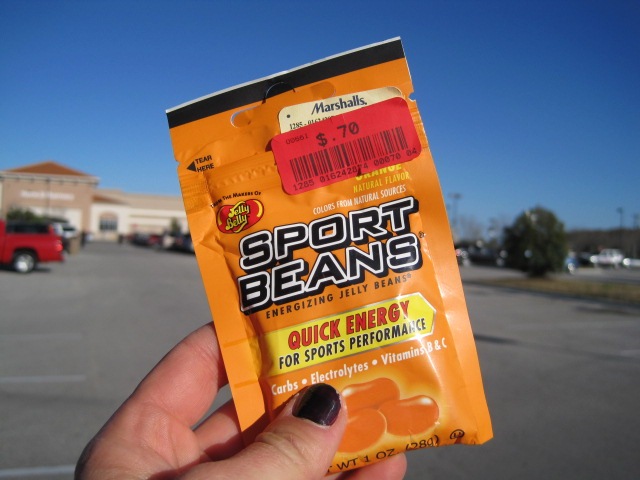 Marshalls.
$.70
TEAR
HERE
ORANGE
NATURAL FLAVOR
COLORS FROM NATURAL SOURCES
FROM THE MAKERS OF
Jelly
Belly
SPORT
BEANS®
ENERGIZING JELLY BEANS®
QUICK ENERGY
FOR SPORTS PERFORMANCE
Carbs • Electrolytes • Vitamins B & C
WT 1 OZ. (28g)